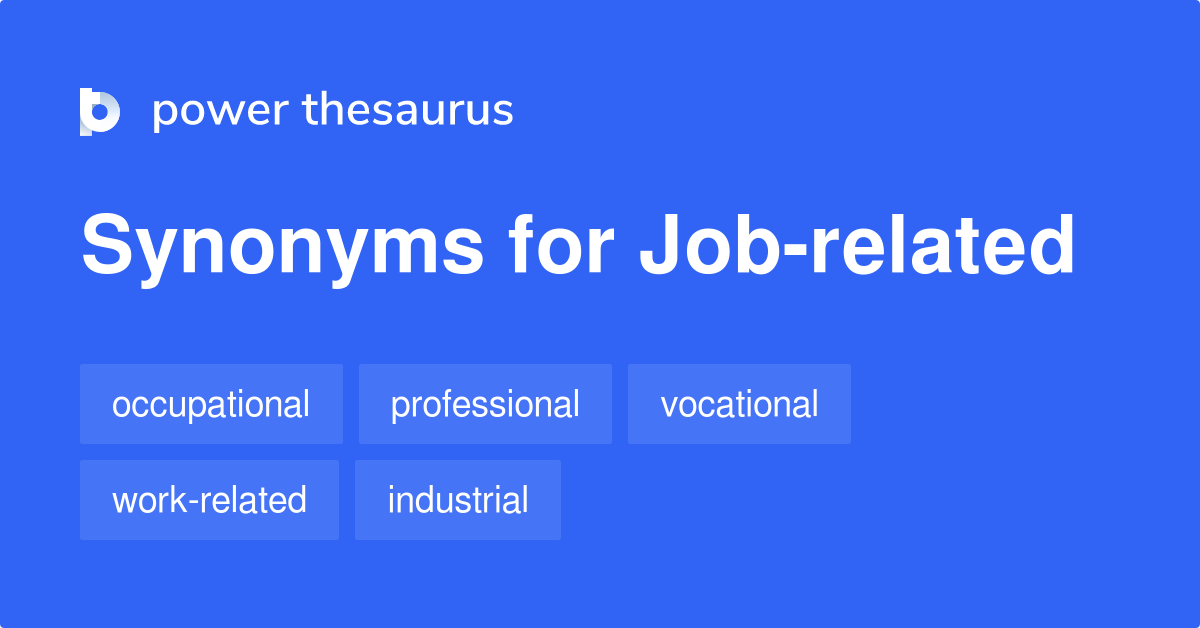 power thesaurus
Synonyms for Job-related
occupational professional vocational
work-related industrial